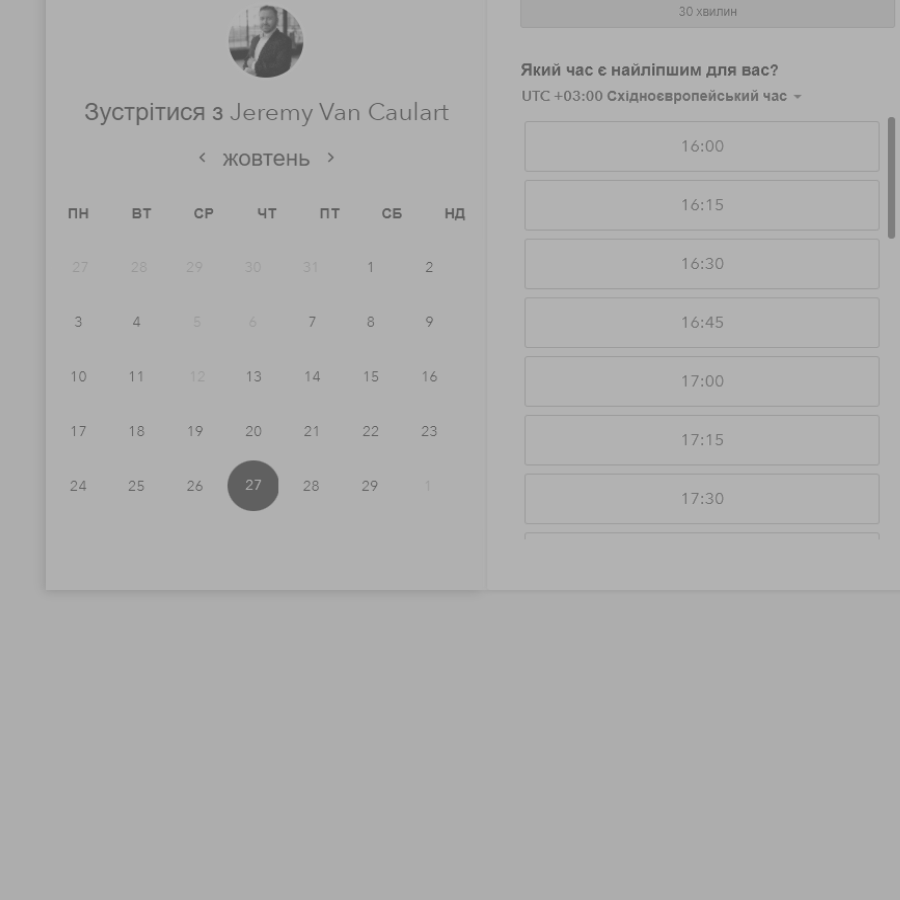 Зустрітися з Jeremy Van Caulart
жовтень
ПН ВТ СР ЧТ ПТ СБ НД
27 28 29 30 31 1 2
3 4 5 6 7 8 9
10 11 12 13 14 15 16
17 18 19 20 21 22 23
24 25 26 27 28 29 1
30 хвилин
Який час є найліпшим для вас?
UTC +03:00 Східноєвропейський час
16:00
16:15
16:30
16:45
17:00
17:15
17:30